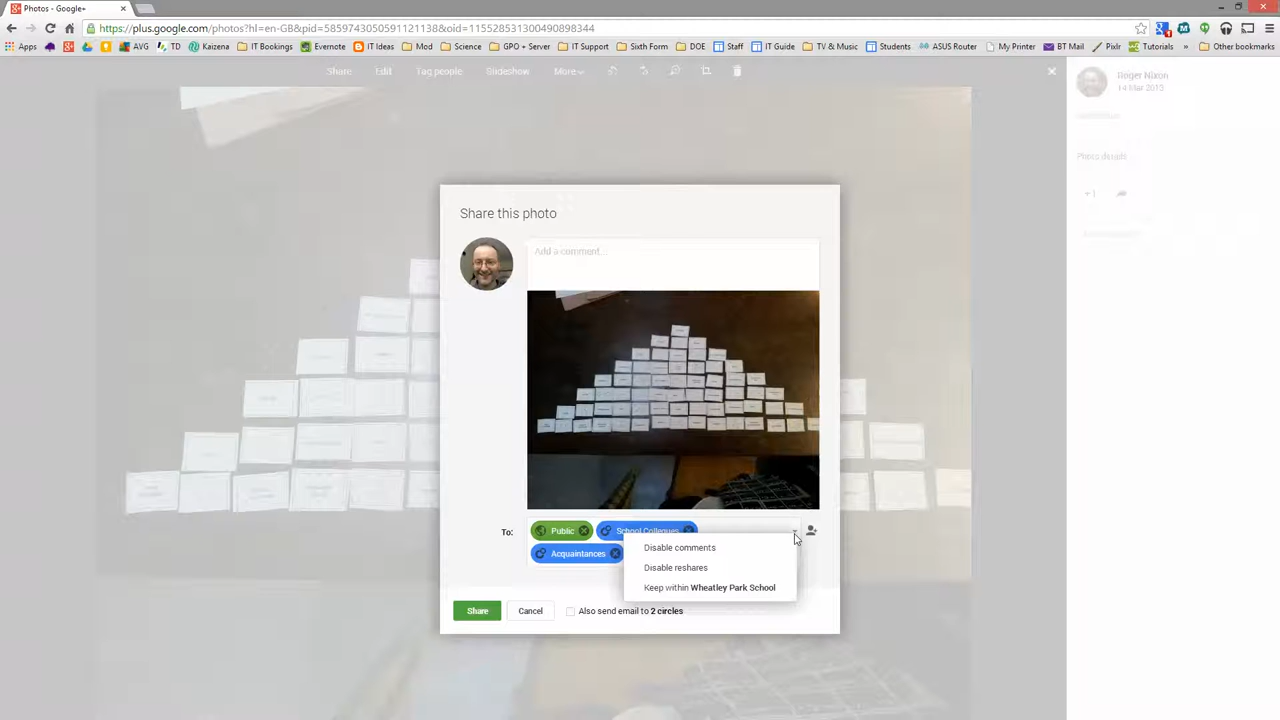 Photos - Google+
https://plus.google.com/photos?hl=en-GB&pid=5859743050591121138&oid=115528531300490898344
Apps AVG TD Kaizena IT Bookings Evernote IT Ideas Mod Science GPO + Server IT Support Sixth Form DOE Staff IT Guide TV & Music Students ASUS Router My Printer BT Mail Pixlr Tutorials » Other bookmarks
Share Edit Tag people Slideshow More
Roger Nixon
14 Mar 2013
Photo details
+1
Share this photo
Add a comment...
To: Public School Collegues
Acquaintances
Disable comments
Disable reshares
Keep within Wheatley Park School
Share Cancel Also send email to 2 circles